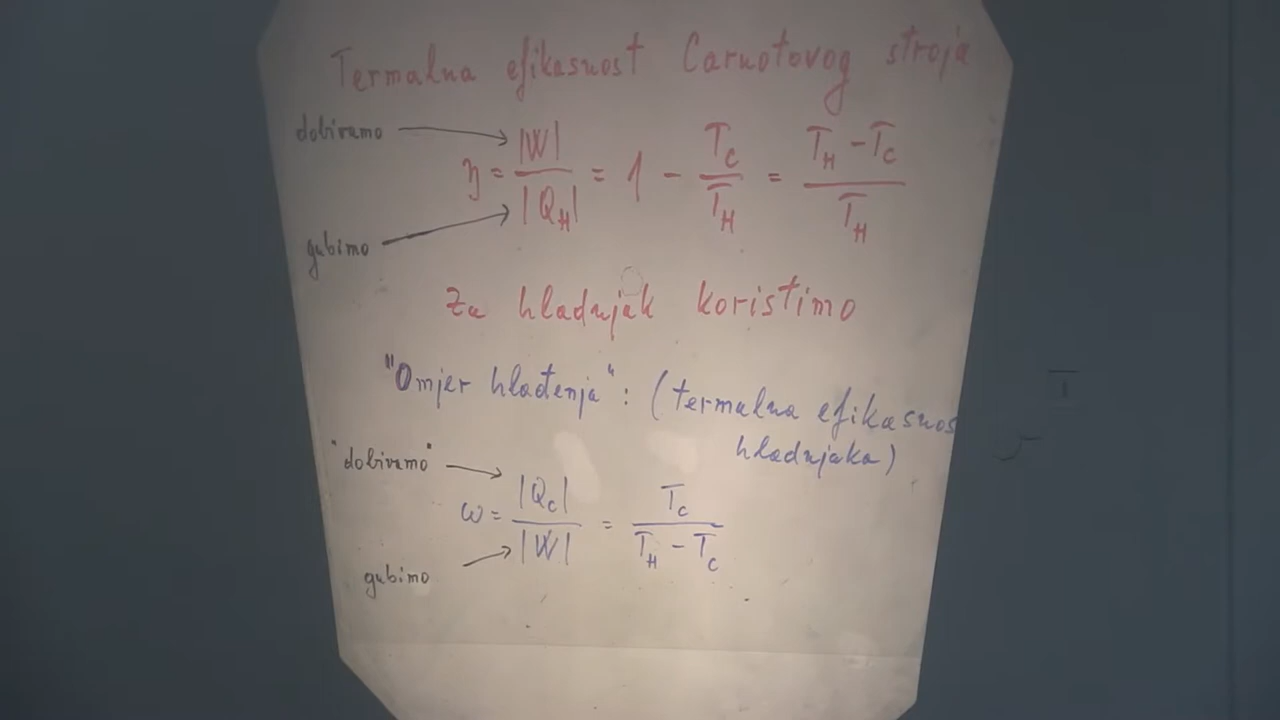 Termalna efikasnost Carnotovog stroja
dobivamo
η = |W| / |Q_H| = 1 - T_C / T_H = (T_H - T_C) / T_H
gubimo
Za hladnjak koristimo
"Omjer hlađenja": (termalna efikasnos
hladnjaka)
"dobivamo"
ω = |Q_C| / |W| = T_C / (T_H - T_C)
gubimo